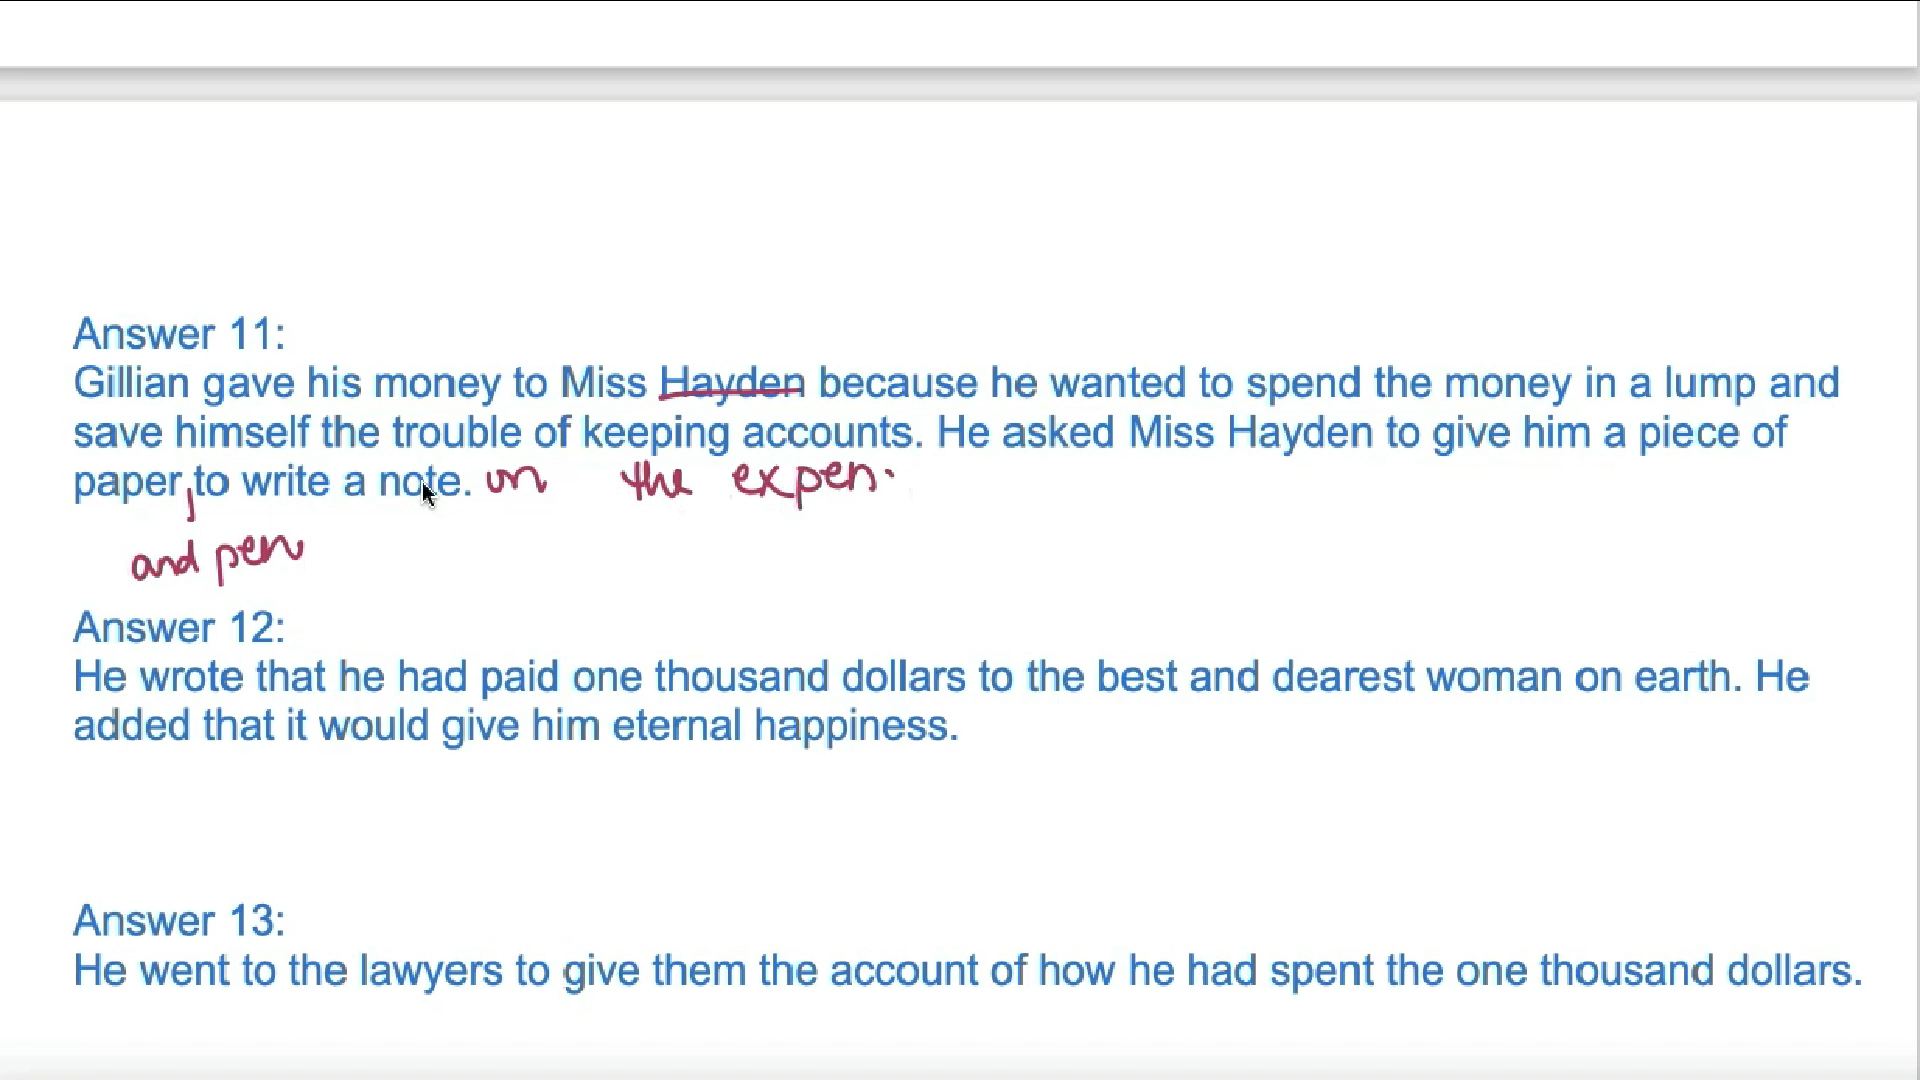 Answer 11:
Gillian gave his money to Miss Hayden because he wanted to spend the money in a lump and
save himself the trouble of keeping accounts. He asked Miss Hayden to give him a piece of
paper to write a note. on the expen.
and pen
Answer 12:
He wrote that he had paid one thousand dollars to the best and dearest woman on earth. He
added that it would give him eternal happiness.
Answer 13:
He went to the lawyers to give them the account of how he had spent the one thousand dollars.